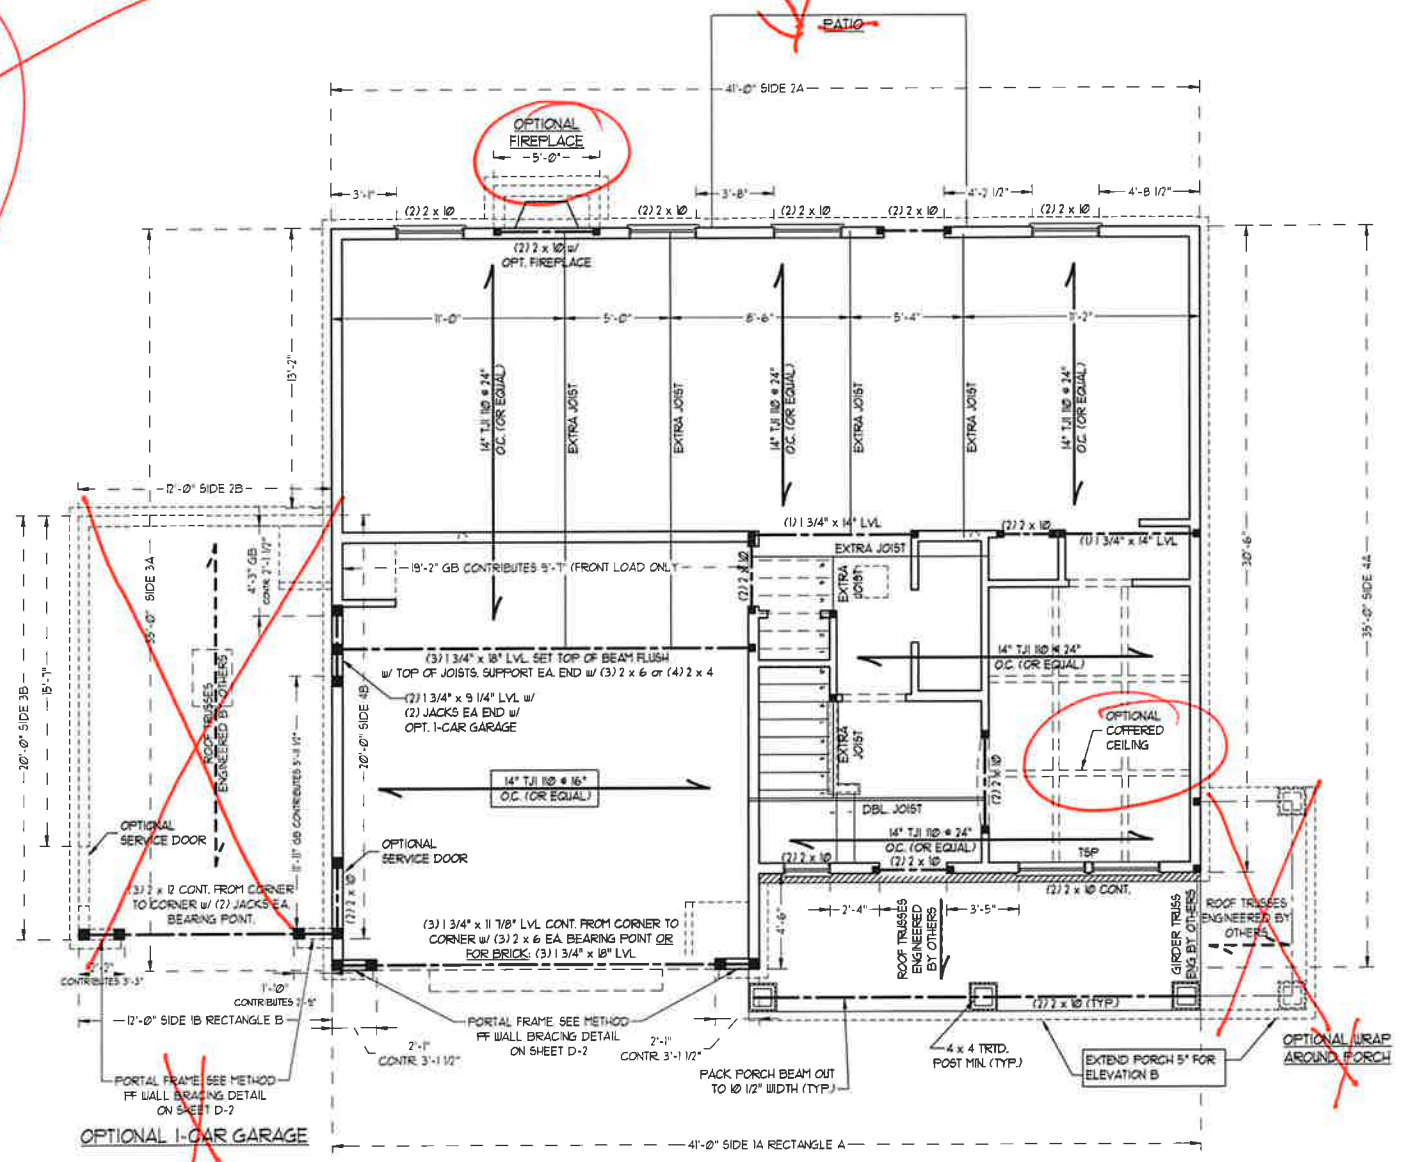 PATIO
41'-0" SIDE 2A
OPTIONAL
FIREPLACE
5'-0"
3'-1"
3'-8"
4'-2 1/2"
4'-8 1/2"
(2) 2 x 10
(2) 2 x 10
(2) 2 x 10
(2) 2 x 10
(2) 2 x 10
(2) 2 x 10 w/
OPT. FIREPLACE
11'-0"
5'-0"
8'-6"
5'-4"
11'-2"
13'-2"
14" TJI 110 @ 24"
O.C. (OR EQUAL)
EXTRA JOIST
EXTRA JOIST
14" TJI 110 @ 24"
O.C. (OR EQUAL)
EXTRA JOIST
EXTRA JOIST
14" TJI 110 @ 24"
O.C. (OR EQUAL)
30'-6"
35'-0" SIDE 4A
12'-0" SIDE 2B
35'-0" SIDE 3A
20'-0" SIDE 3B
15'-7"
4'-3" GB
CONTR. 2'-1 1/2"
(1) 1 3/4" x 14" LVL
(2) 2 x 10
(1) 1 3/4" x 14" LVL
EXTRA JOIST
19'-2" GB CONTRIBUTES 9'-7" (FRONT LOAD ONLY
(2) 2 x 10
EXTRA
JOIST
ROOF TRUSSES
ENGINEERED BY OTHERS
(3) 1 3/4" x 18" LVL. SET TOP OF BEAM FLUSH
w/ TOP OF JOISTS. SUPPORT EA. END w/ (3) 2 x 6 or (4) 2 x 4
14" TJI 110 @ 24"
O.C. (OR EQUAL)
(2) 1 3/4" x 9 1/4" LVL w/
(2) JACKS EA END w/
OPT. 1-CAR GARAGE
20'-0" SIDE 4B
11'-11" GB CONTRIBUTES 5'-11 1/2"
OPTIONAL
COFFERED
CEILING
EXTRA
JOIST
(2) 2 x 10
14" TJI 110 @ 16"
O.C. (OR EQUAL)
DBL. JOIST
14" TJI 110 @ 24"
O.C. (OR EQUAL)
OPTIONAL
SERVICE DOOR
OPTIONAL
SERVICE DOOR
(2) 2 x 10
(2) 2 x 10
(2) 2 x 10
TSP
(2) 2 x 10 CONT.
(3) 2 x 12 CONT. FROM CORNER
TO CORNER w/ (2) JACKS EA.
BEARING POINT.
(3) 1 3/4" x 11 7/8" LVL CONT. FROM CORNER TO
CORNER w/ (3) 2 x 6 EA. BEARING POINT OR
FOR BRICK: (3) 1 3/4" x 18" LVL
4'-6"
2'-4"
3'-5"
ROOF TRUSSES
ENGINEERED
BY OTHERS
GIRDER TRUSS
ENG BY OTHERS
ROOF TRUSSES
ENGINEERED BY
OTHERS
CONTRIBUTES 3'-3"
1'-10"
(2) 2 x 10 (TYP.)
12'-0" SIDE 1B RECTANGLE B
PORTAL FRAME. SEE METHOD
PF WALL BRACING DETAIL
ON SHEET D-2
2'-1"
CONTR. 3'-1 1/2"
2'-1"
CONTR. 3'-1 1/2"
4 x 4 TRTD.
POST MIN. (TYP.)
PACK PORCH BEAM OUT
TO 10 1/2" WIDTH (TYP.)
EXTEND PORCH 5" FOR
ELEVATION B
OPTIONAL WRAP
AROUND PORCH
PORTAL FRAME. SEE METHOD
PF WALL BRACING DETAIL
ON SHEET D-2
OPTIONAL 1-CAR GARAGE
41'-0" SIDE 1A RECTANGLE A